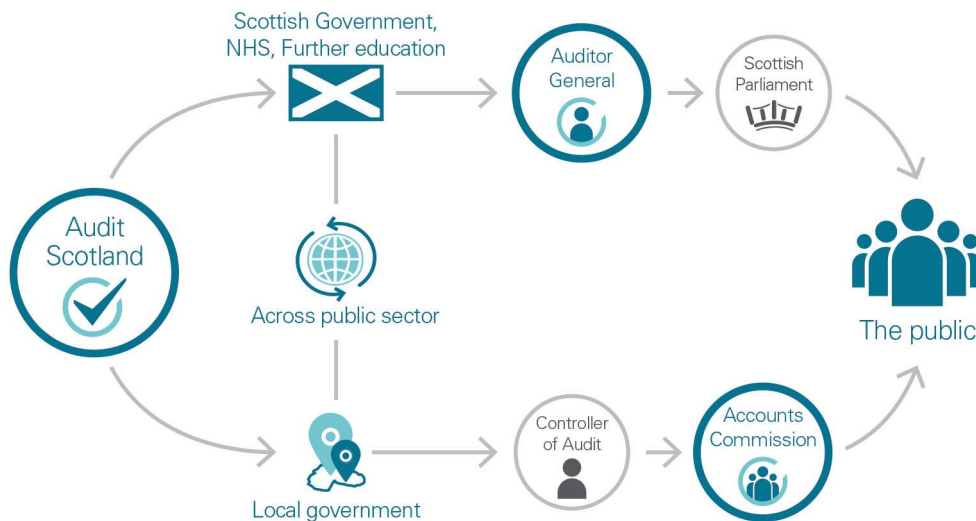 Scottish Government,
NHS, Further education
Auditor
General
Scottish
Parliament
Audit
Scotland
Across public sector
The public
Controller
of Audit
Accounts
Commission
Local government